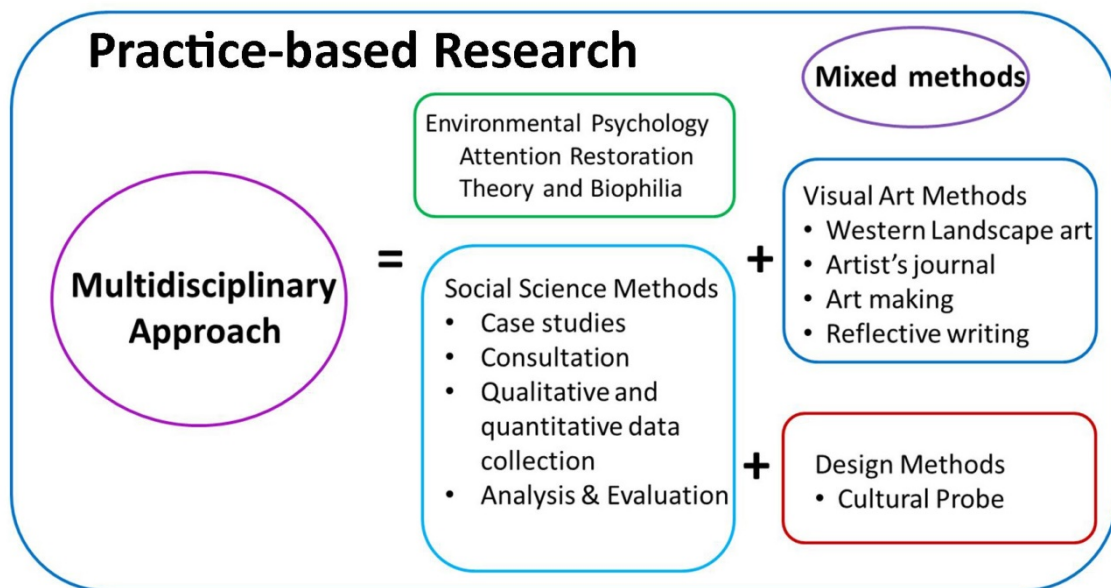 Practice-based Research
Mixed methods
Multidisciplinary
Approach
=
Environmental Psychology
Attention Restoration
Theory and Biophilia
Social Science Methods
• Case studies
• Consultation
• Qualitative and
quantitative data
collection
• Analysis & Evaluation
+
Visual Art Methods
• Western Landscape art
• Artist’s journal
• Art making
• Reflective writing
+
Design Methods
• Cultural Probe